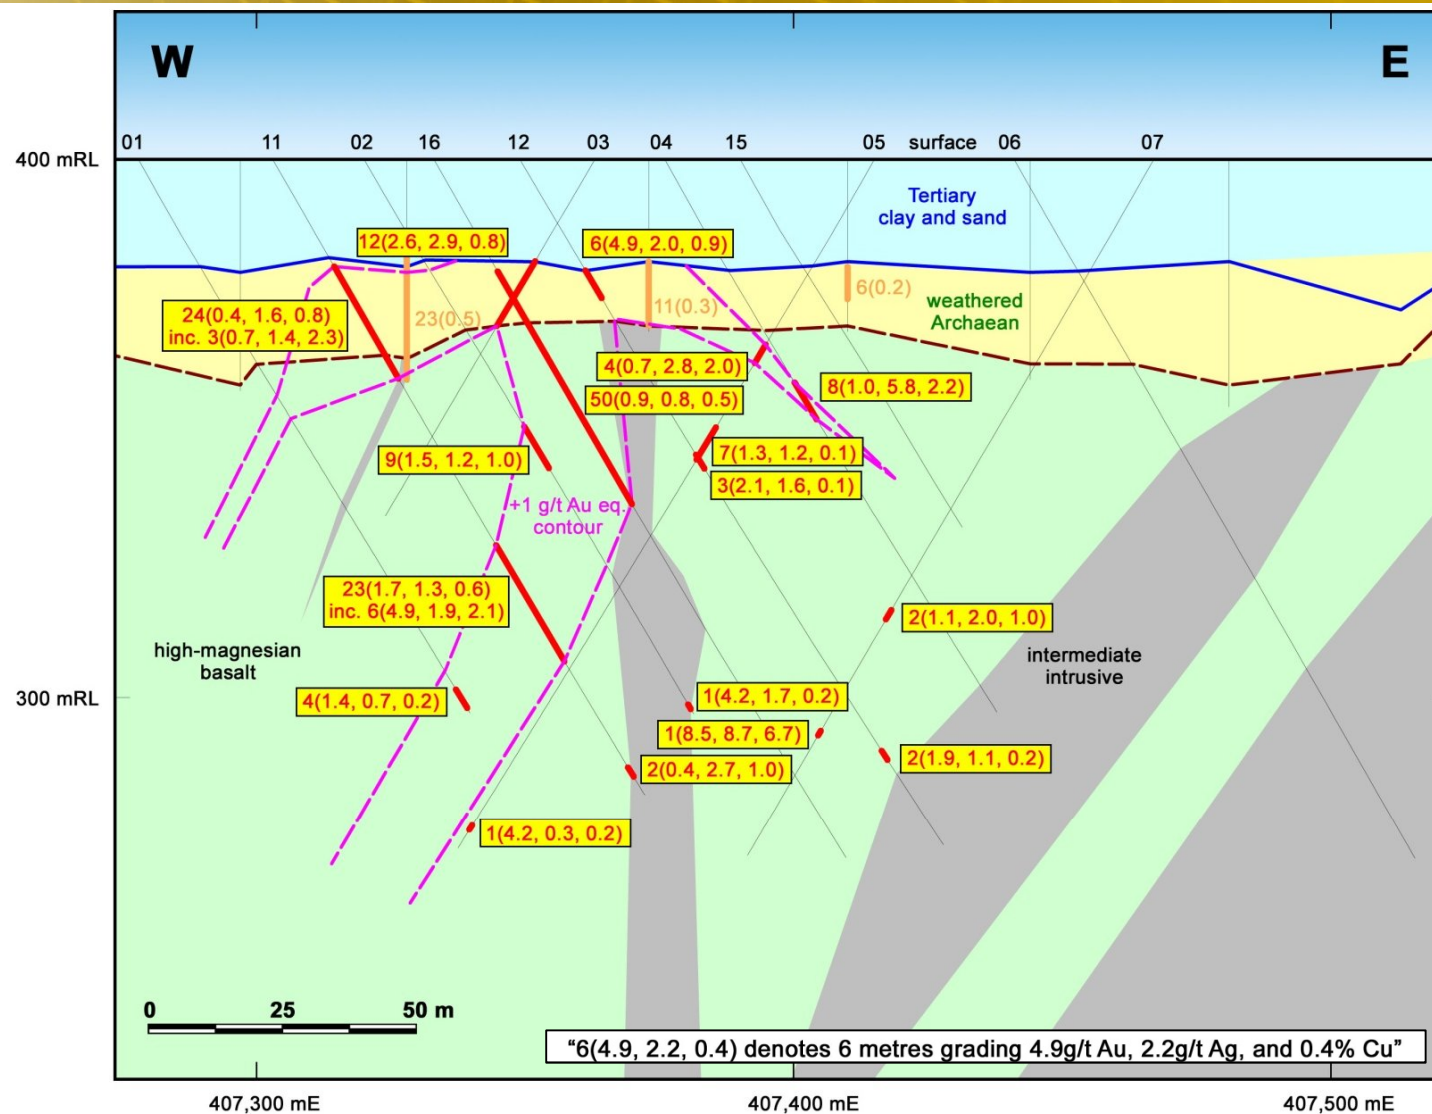 W
E
01
11
02
16
12
03
04
15
05
surface
06
07
400 mRL
Tertiary
clay and sand
12(2.6, 2.9, 0.8)
6(4.9, 2.0, 0.9)
6(0.2)
24(0.4, 1.6, 0.8)
inc. 3(0.7, 1.4, 2.3)
23(0.5)
11(0.3)
weathered
Archaean
4(0.7, 2.8, 2.0)
8(1.0, 5.8, 2.2)
50(0.9, 0.8, 0.5)
9(1.5, 1.2, 1.0)
7(1.3, 1.2, 0.1)
3(2.1, 1.6, 0.1)
+1 g/t Au eq.
contour
23(1.7, 1.3, 0.6)
inc. 6(4.9, 1.9, 2.1)
2(1.1, 2.0, 1.0)
high-magnesian
basalt
intermediate
intrusive
300 mRL
4(1.4, 0.7, 0.2)
1(4.2, 1.7, 0.2)
1(8.5, 8.7, 6.7)
2(0.4, 2.7, 1.0)
2(1.9, 1.1, 0.2)
1(4.2, 0.3, 0.2)
0 25 50 m
“6(4.9, 2.2, 0.4) denotes 6 metres grading 4.9g/t Au, 2.2g/t Ag, and 0.4% Cu”
407,300 mE
407,400 mE
407,500 mE